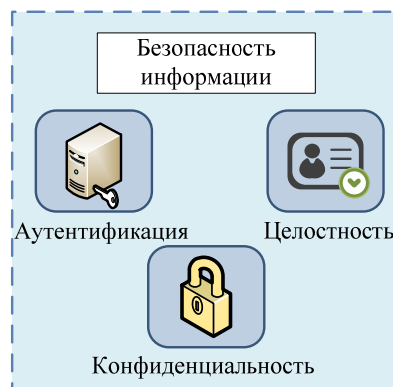 Безопасность
информации
Аутентификация
Целостность
Конфиденциальность